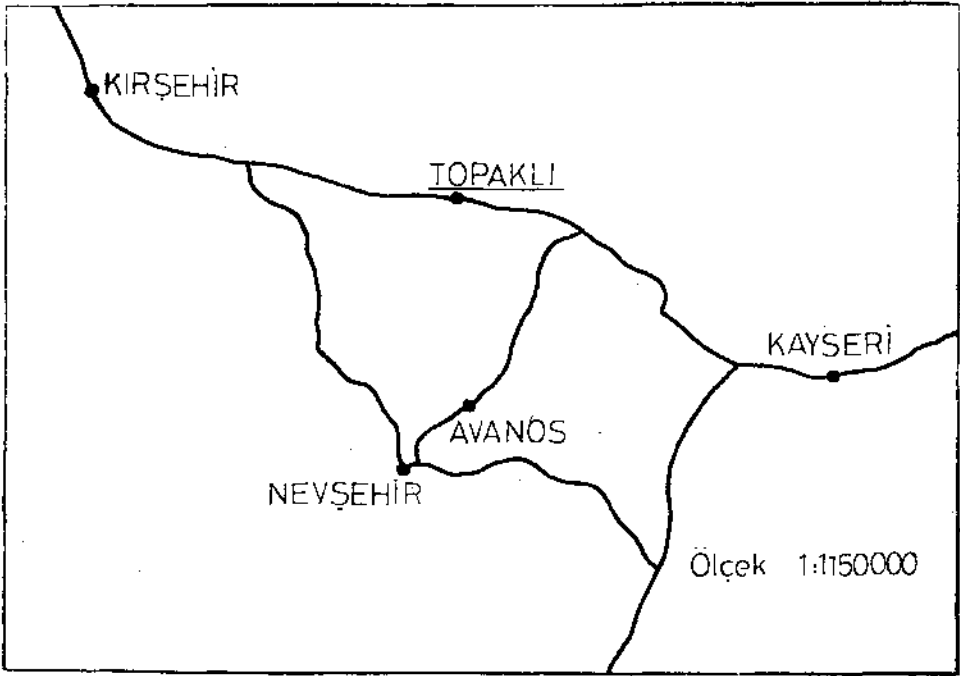 KIRŞEHİR
TOPAKLI
KAYSERİ
AVANOS
NEVŞEHİR
Ölçek 1:1150000